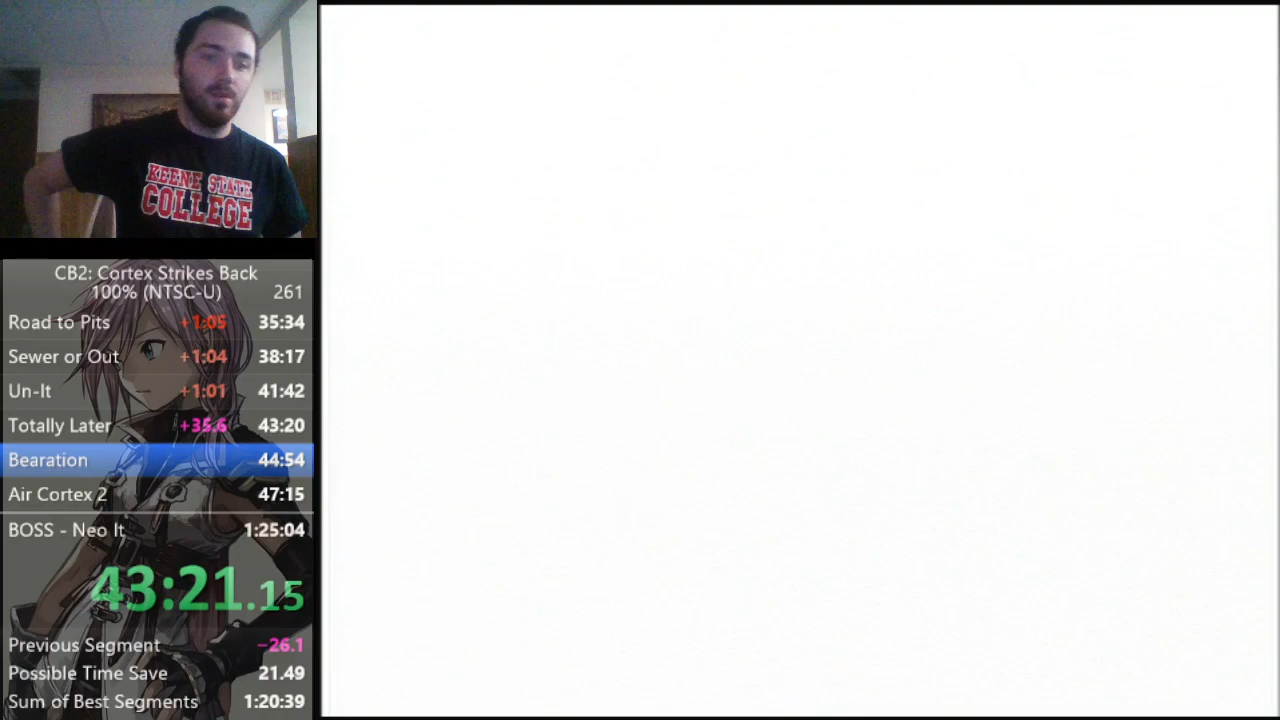 KEENE STATE
COLLEGE
CB2: Cortex Strikes Back
100% (NTSC-U) 261
Road to Pits +1:05 35:34
Sewer or Out +1:04 38:17
Un-It +1:01 41:42
Totally Later +35.6 43:20
Bearation 44:54
Air Cortex 2 47:15
BOSS - Neo It 1:25:04
43:21.15
Previous Segment -26.1
Possible Time Save 21.49
Sum of Best Segments 1:20:39